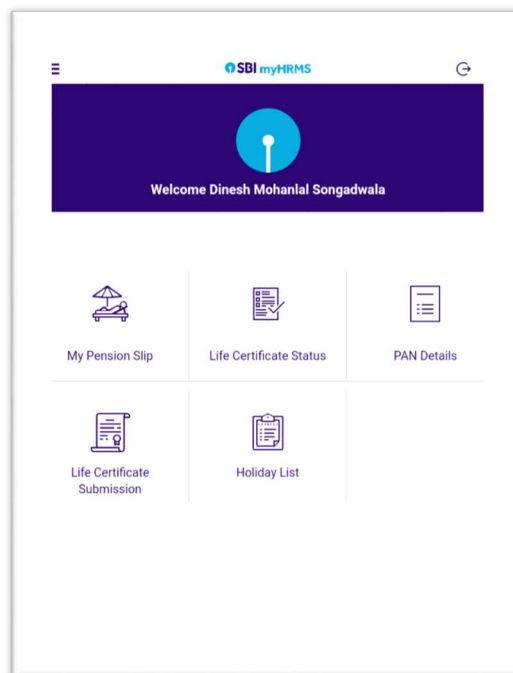 SBI myHRMS
Welcome Dinesh Mohanlal Songadwala
My Pension Slip
Life Certificate Status
PAN Details
Life Certificate
Submission
Holiday List